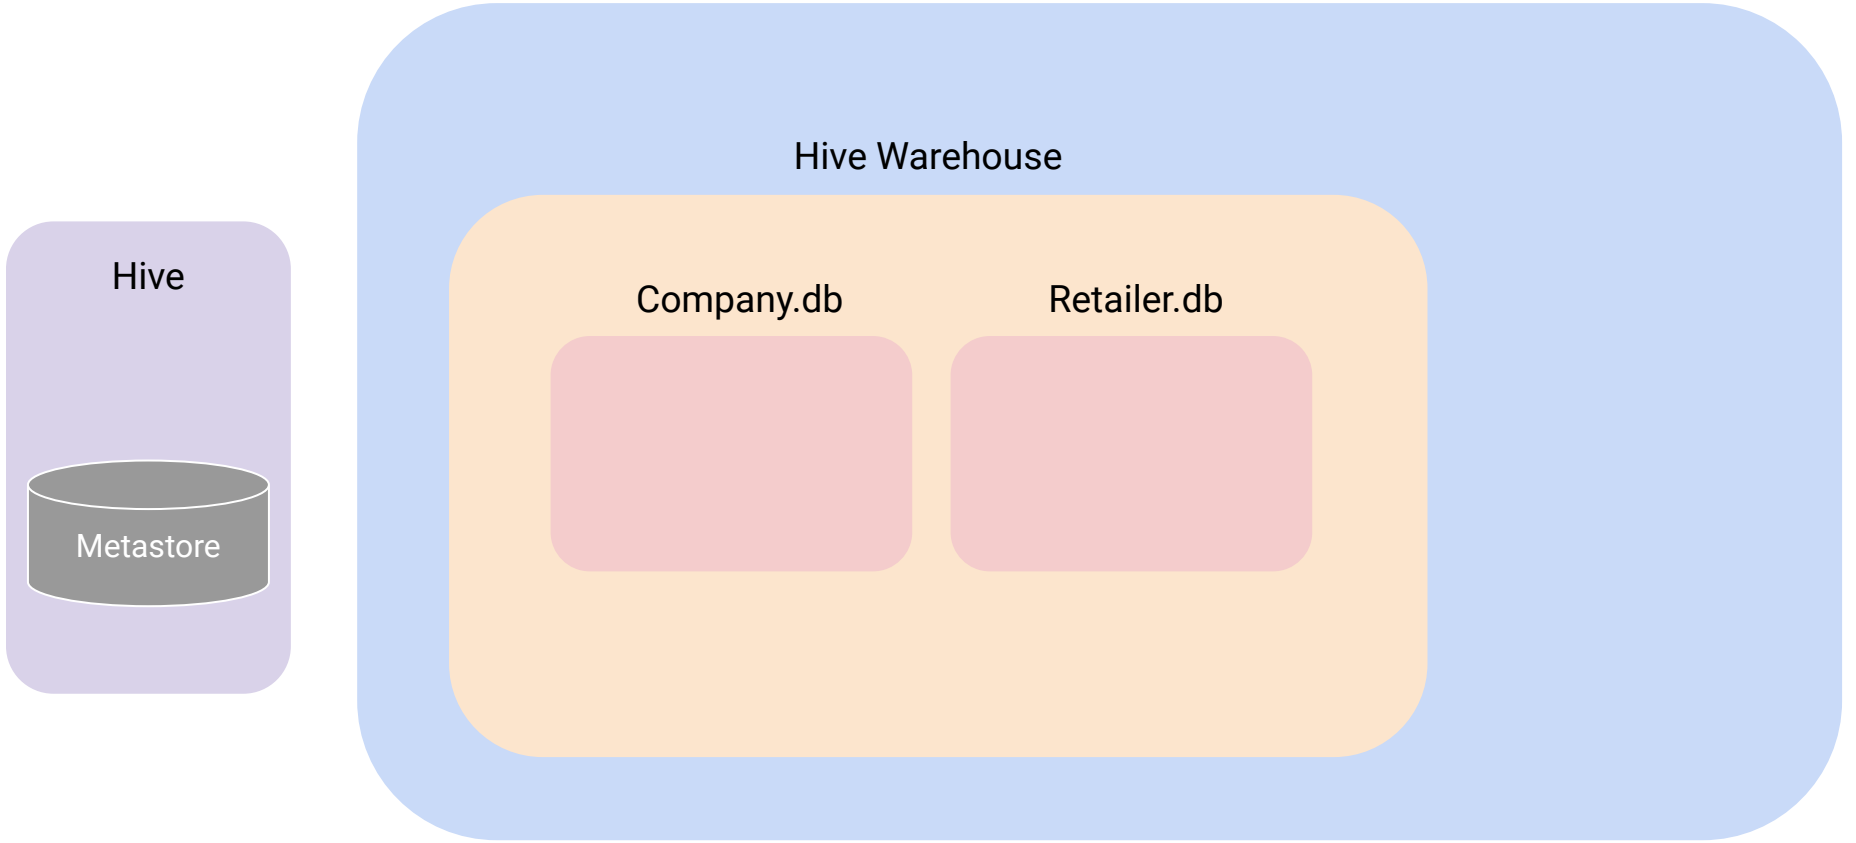 Hive Warehouse
Hive
Company.db
Retailer.db
Metastore